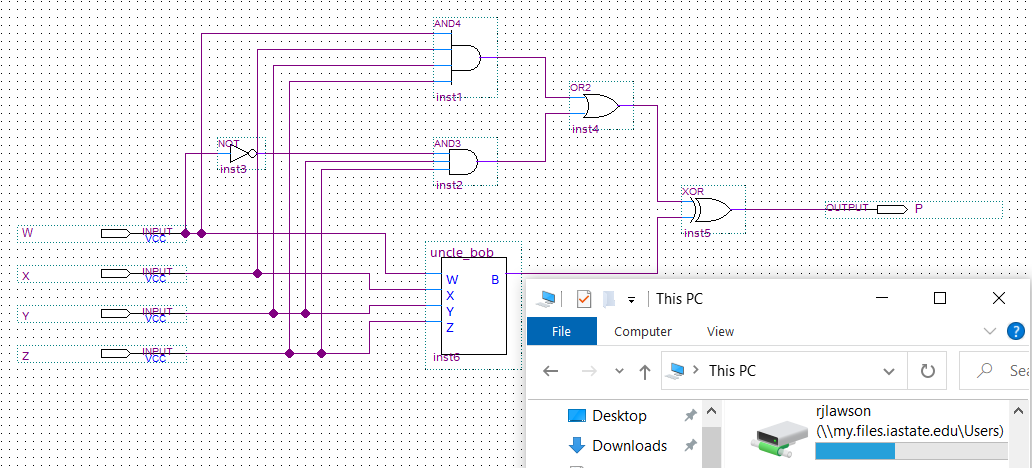 AND4
inst1
OR2
inst4
NOT
inst3
AND3
inst2
XOR
inst5
OUTPUT
P
W
INPUT
VCC
X
INPUT
VCC
Y
INPUT
VCC
Z
INPUT
VCC
uncle_bob
W B
X
Y
Z
inst6
This PC
File Computer View
This PC
Sea
Desktop
Downloads
rjlawson
(\\my.files.iastate.edu\Users)